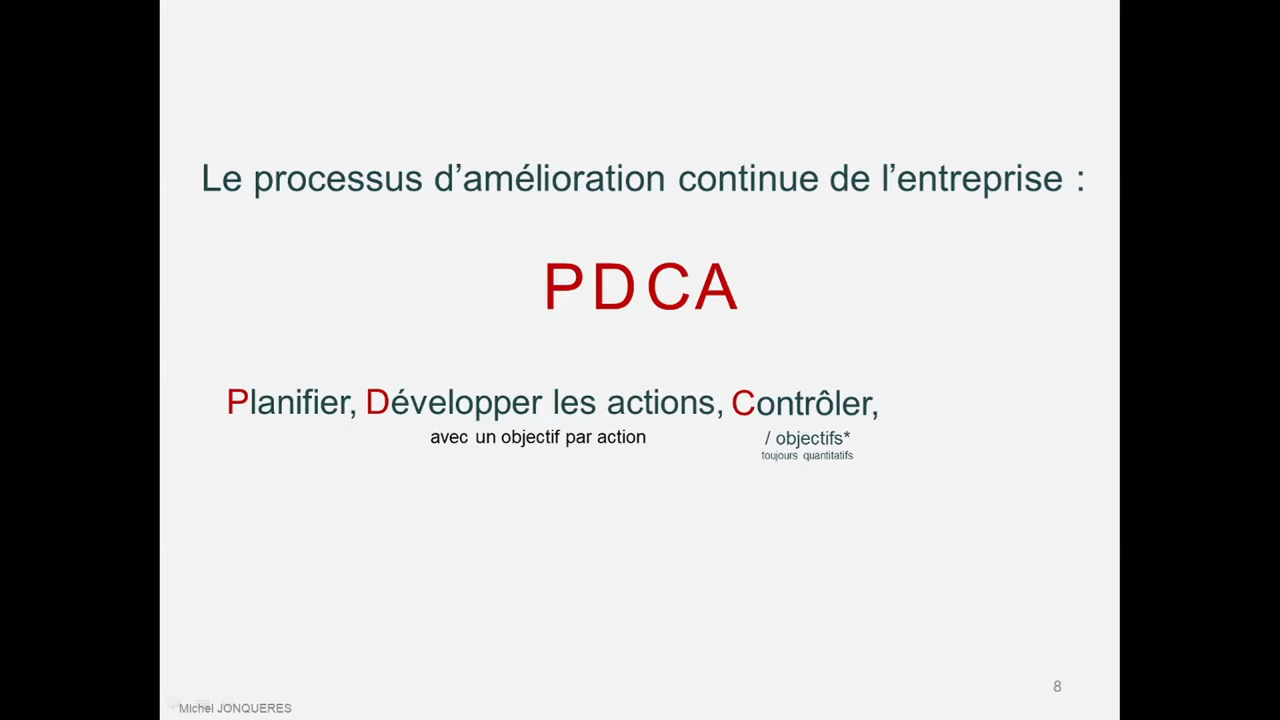 Le processus d’amélioration continue de l’entreprise :
PDCA
Planifier, Développer les actions, Contrôler,
avec un objectif par action
/ objectifs*
toujours quantitatifs
8
Michel JONQUERES